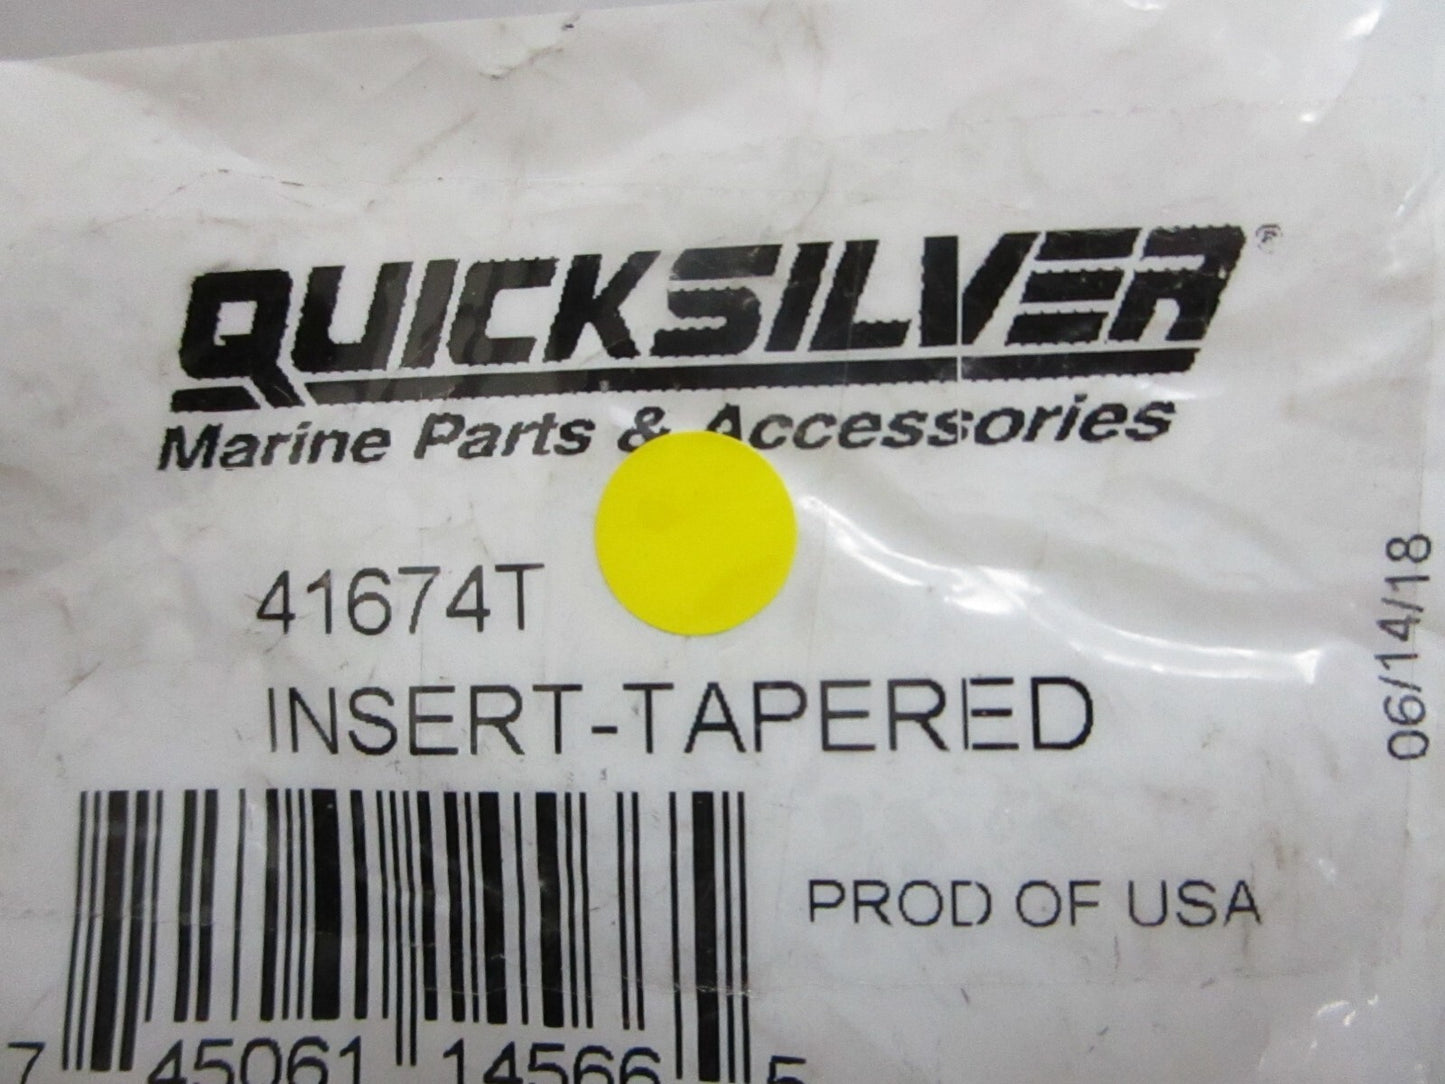 QUICKSILVER®
Marine Parts & Accessories
41674T
INSERT-TAPERED
PROD OF USA
06/14/18
7 45061 14566 5